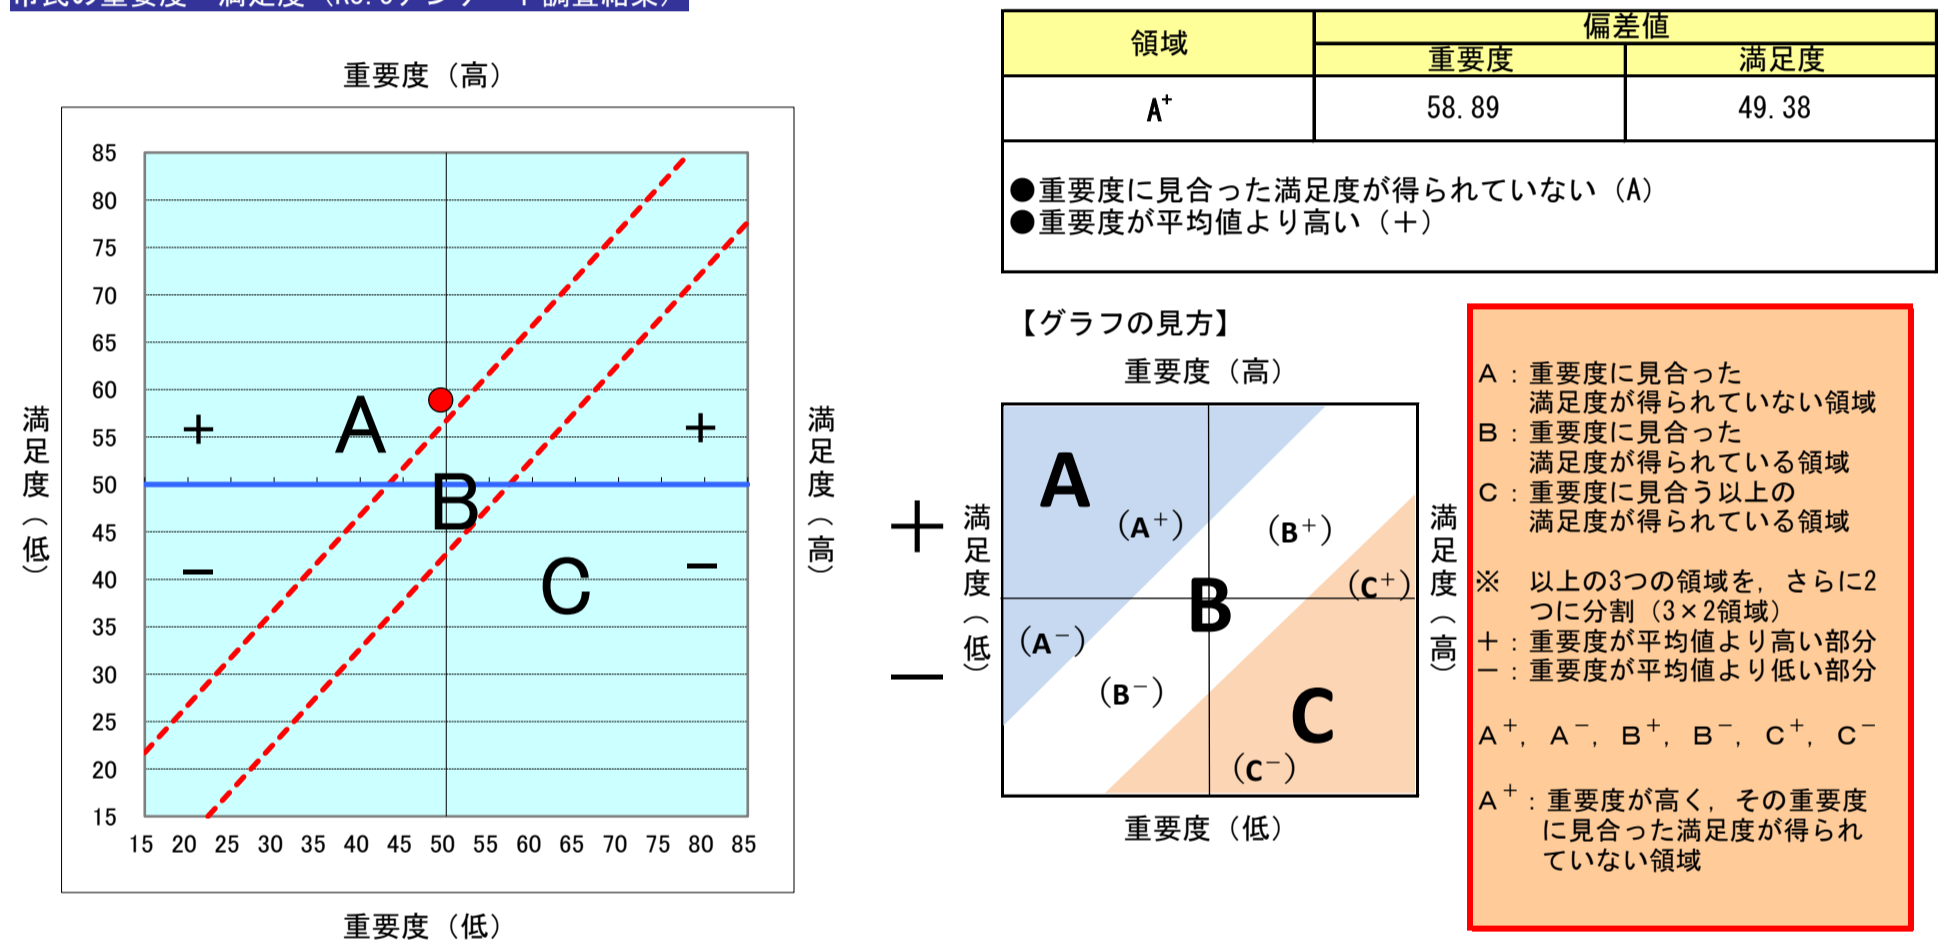 重要度（高）
85
80
75
70
65
60
55
50
45
40
35
30
25
20
15
15 20 25 30 35 40 45 50 55 60 65 70 75 80 85
満足度（低）
満足度（高）
A
B
C
＋
＋
－
－
重要度（低）
領域
偏差値
重要度 満足度
A⁺ 58.89 49.38
●重要度に見合った満足度が得られていない（A）
●重要度が平均値より高い（＋）
【グラフの見方】
重要度（高）
＋
－
満足度（低）
満足度（高）
A
(A⁺)
(B⁺)
(C⁺)
B
(A⁻)
(B⁻)
C
(C⁻)
重要度（低）
A：重要度に見合った
満足度が得られていない領域
B：重要度に見合った
満足度が得られている領域
C：重要度に見合う以上の
満足度が得られている領域
※　以上の3つの領域を，さらに2
つに分割（3×2領域）
＋：重要度が平均値より高い部分
－：重要度が平均値より低い部分
A⁺，A⁻，B⁺，B⁻，C⁺，C⁻
A⁺：重要度が高く，その重要度
に見合った満足度が得られ
ていない領域